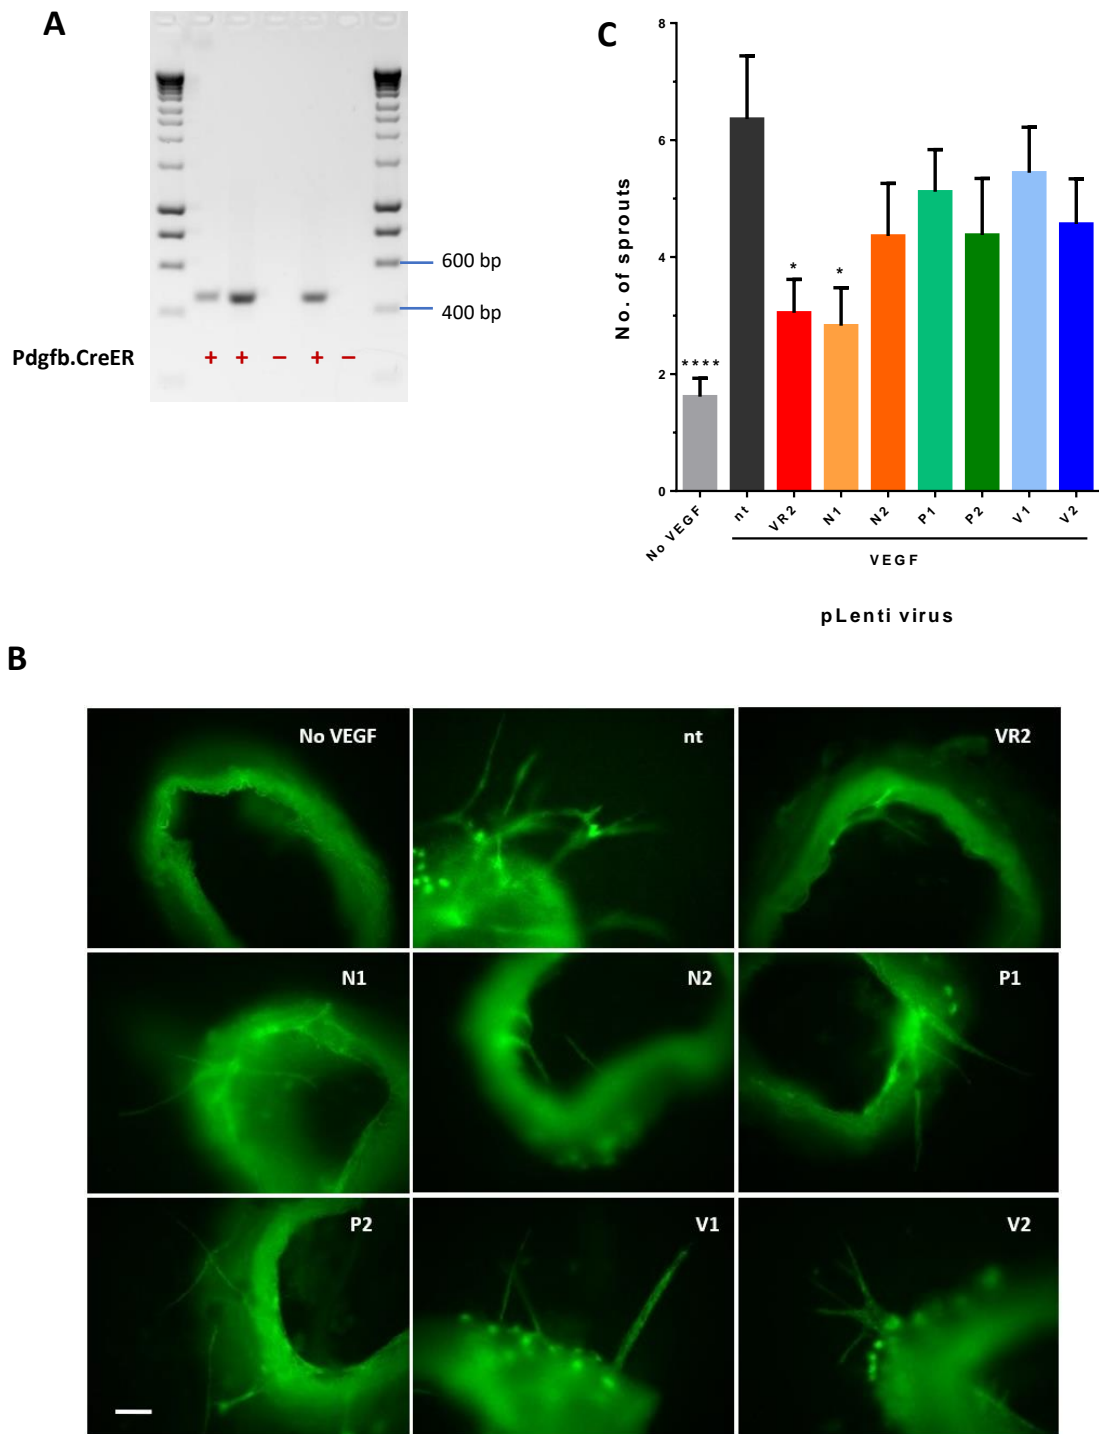 A
600 bp
400 bp
Pdgfb.CreER + + − + −
C
No. of sprouts
8
6
4
2
0
****
*
*
No VEGF
nt
VR2
N1
N2
P1
P2
V1
V2
VEGF
pLenti virus
B
No VEGF
nt
VR2
N1
N2
P1
P2
V1
V2